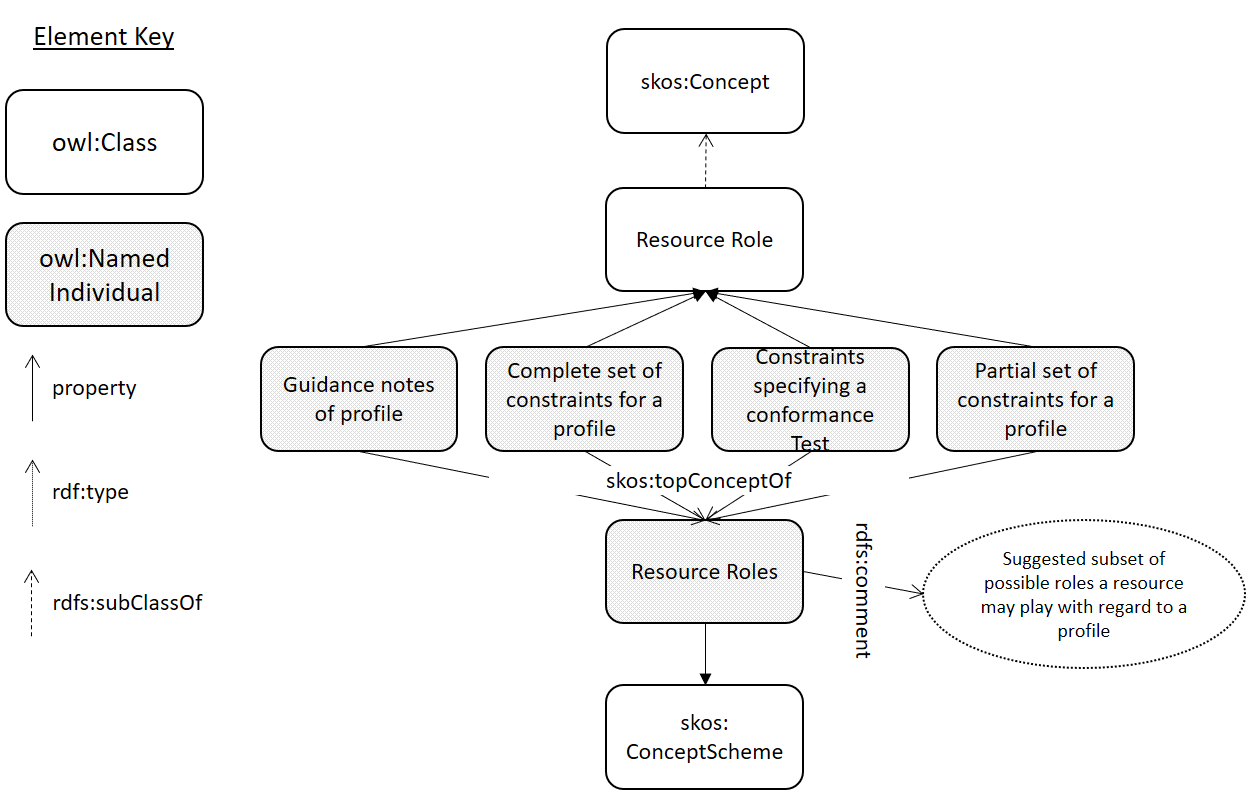 Element Key
owl:Class
owl:Named
Individual
property
rdf:type
rdfs:subClassOf
skos:Concept
Resource Role
Guidance notes
of profile
Complete set of
constraints for a
profile
Constraints
specifying a
conformance
Test
Partial set of
constraints for a
profile
skos:topConceptOf
Resource Roles
rdfs:comment
Suggested subset of
possible roles a resource
may play with regard to a
profile
skos:
ConceptScheme